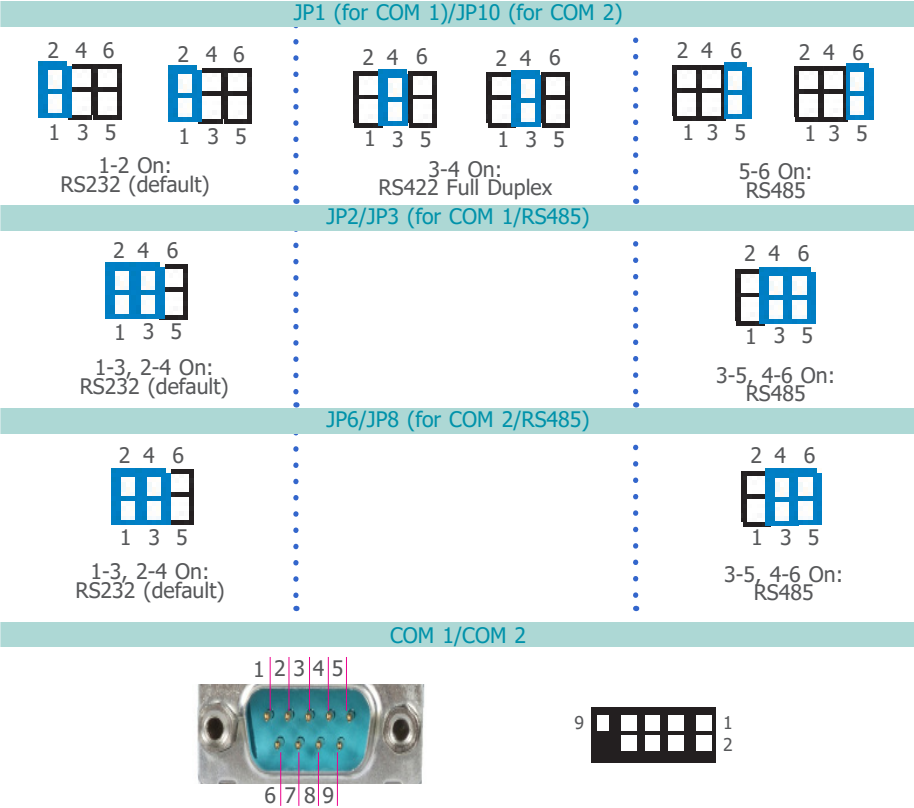 JP1 (for COM 1)/JP10 (for COM 2)
2 4 6
1 3 5
2 4 6
1 3 5
1-2 On:
RS232 (default)
2 4 6
1 3 5
2 4 6
1 3 5
3-4 On:
RS422 Full Duplex
2 4 6
1 3 5
2 4 6
1 3 5
5-6 On:
RS485
JP2/JP3 (for COM 1/RS485)
2 4 6
1 3 5
1-3, 2-4 On:
RS232 (default)
2 4 6
1 3 5
3-5, 4-6 On:
RS485
JP6/JP8 (for COM 2/RS485)
2 4 6
1 3 5
1-3, 2-4 On:
RS232 (default)
2 4 6
1 3 5
3-5, 4-6 On:
RS485
COM 1/COM 2
1 2 3 4 5
6 7 8 9
9 1
2